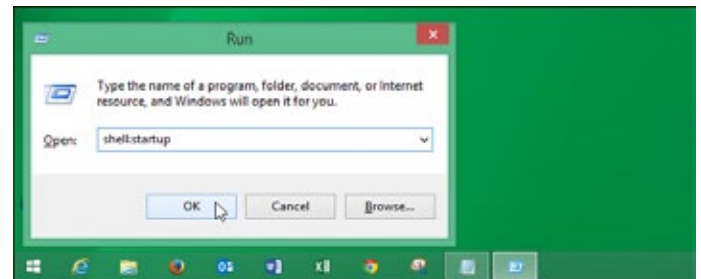 Run
Type the name of a program, folder, document, or Internet
resource, and Windows will open it for you.
Open:
shell:startup
OK
Cancel
Browse...